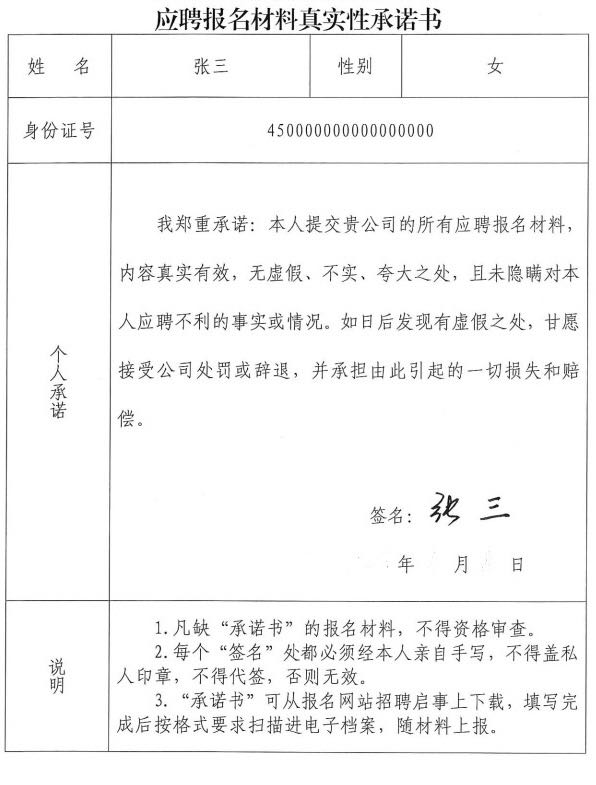 应聘报名材料真实性承诺书
姓 名 张三 性别 女
身份证号 450000000000000000
个人承诺
我郑重承诺：本人提交贵公司的所有应聘报名材料，
内容真实有效，无虚假、不实、夸大之处，且未隐瞒对本
人应聘不利的事实或情况。如日后发现有虚假之处，甘愿
接受公司处罚或辞退，并承担由此引起的一切损失和赔
偿。
签名：张三
年 月 日
说明
1.凡缺“承诺书”的报名材料，不得资格审查。
2.每个“签名”处都必须经本人亲自手写，不得盖私
人印章，不得代签，否则无效。
3.“承诺书”可从报名网站招聘启事上下载，填写完
成后按格式要求扫描进电子档案，随材料上报。